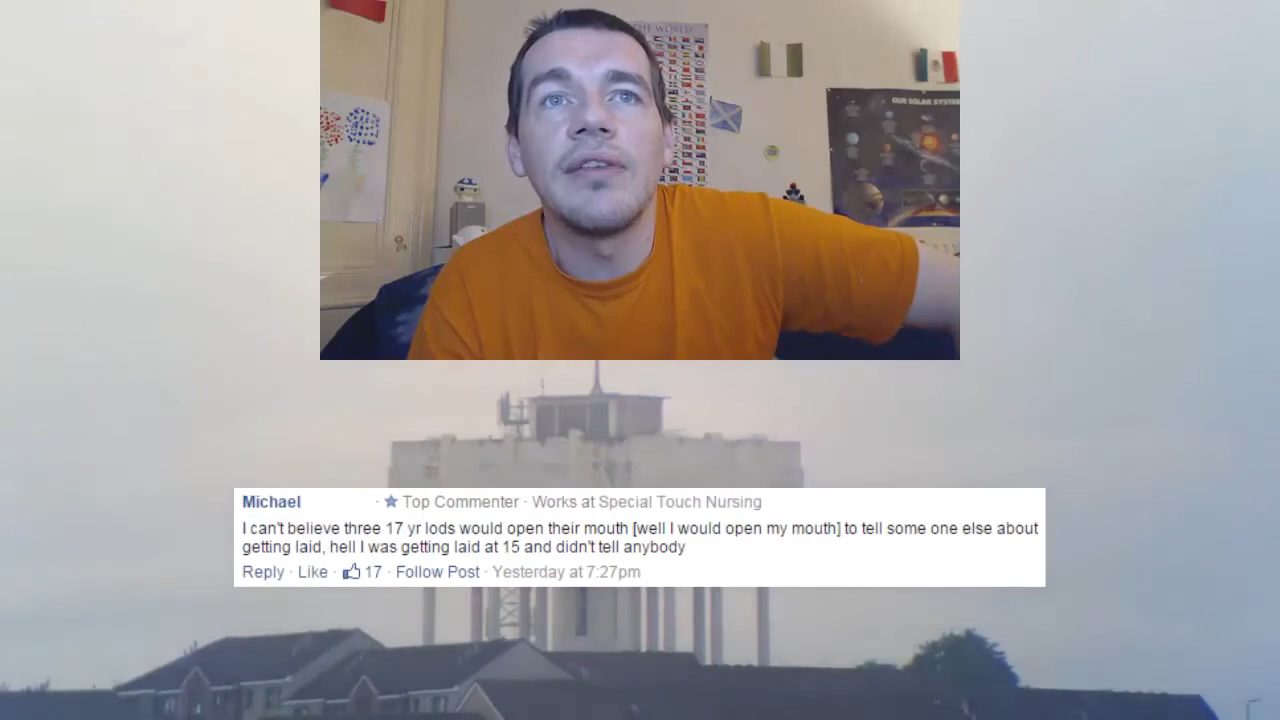 THE WORLD
OUR SOLAR SYSTEM
Michael · Top Commenter · Works at Special Touch Nursing
I can't believe three 17 yr lods would open their mouth [well I would open my mouth] to tell some one else about
getting laid, hell I was getting laid at 15 and didn't tell anybody
Reply · Like · 17 · Follow Post · Yesterday at 7:27pm